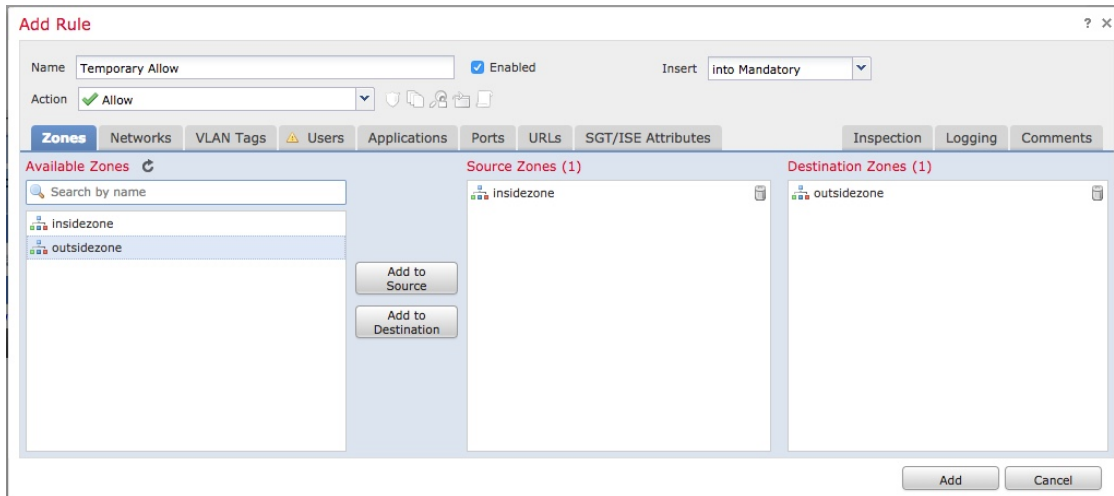 Add Rule
? X
Name Temporary Allow Enabled Insert into Mandatory
Action Allow
Zones Networks VLAN Tags Users Applications Ports URLs SGT/ISE Attributes Inspection Logging Comments
Available Zones Source Zones (1) Destination Zones (1)
Search by name insidezone outsidezone
insidezone
outsidezone
Add to
Source
Add to
Destination
Add Cancel